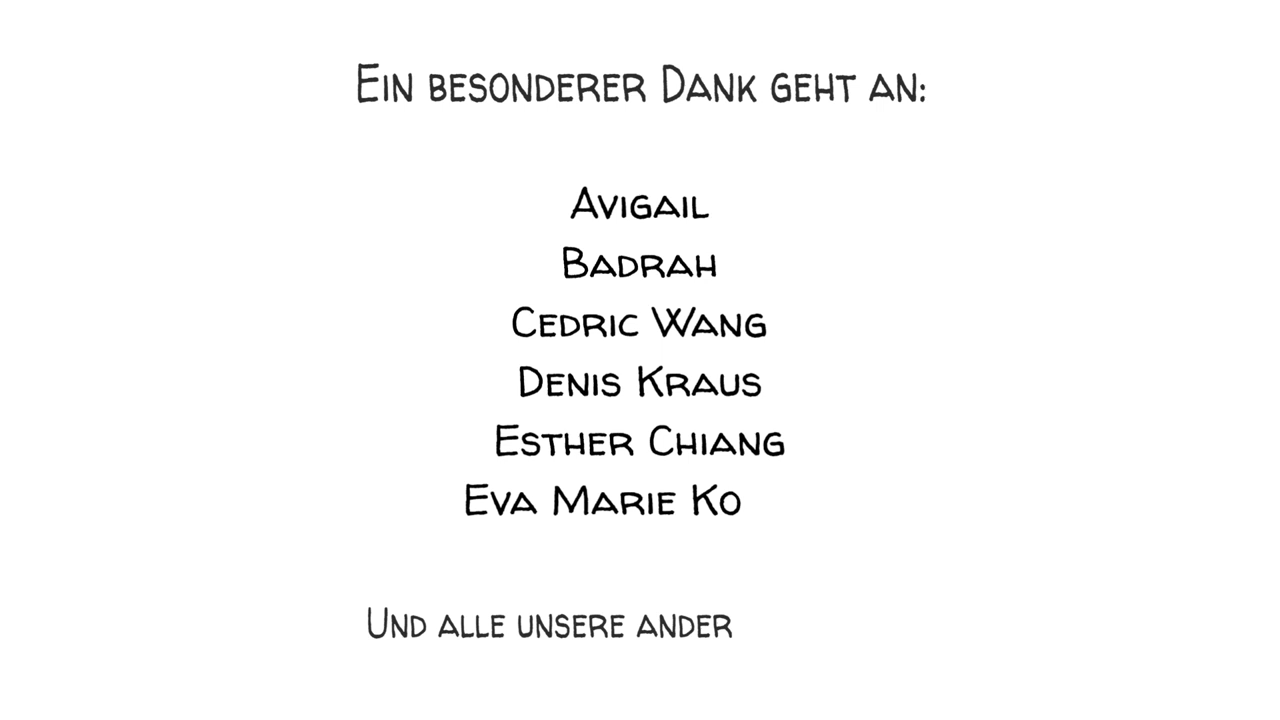 Ein besonderer Dank geht an:
Avigail
Badrah
Cedric Wang
Denis Kraus
Esther Chiang
Eva Marie Ko
Und alle unsere ander